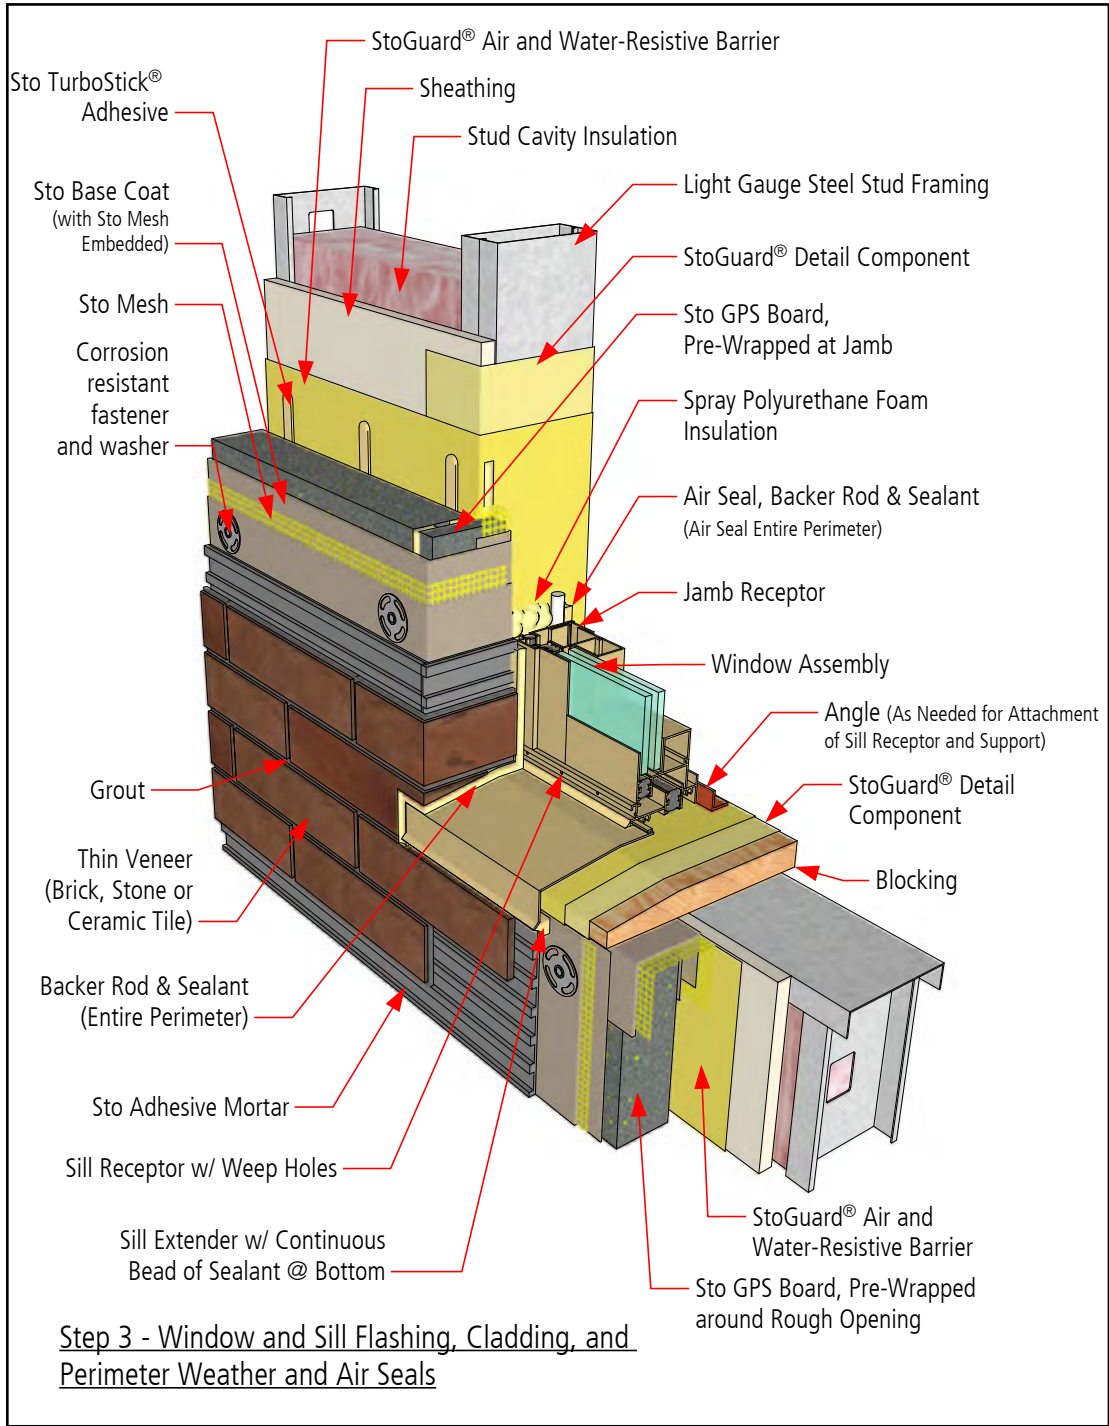 StoGuard® Air and Water-Resistive Barrier
Sto TurboStick®
Adhesive
Sheathing
Stud Cavity Insulation
Sto Base Coat
(with Sto Mesh
Embedded)
Light Gauge Steel Stud Framing
StoGuard® Detail Component
Sto Mesh
Sto GPS Board,
Pre-Wrapped at Jamb
Corrosion
resistant
fastener
and washer
Spray Polyurethane Foam
Insulation
Air Seal, Backer Rod & Sealant
(Air Seal Entire Perimeter)
Jamb Receptor
Window Assembly
Angle (As Needed for Attachment
of Sill Receptor and Support)
Grout
StoGuard® Detail
Component
Thin Veneer
(Brick, Stone or
Ceramic Tile)
Blocking
Backer Rod & Sealant
(Entire Perimeter)
Sto Adhesive Mortar
Sill Receptor w/ Weep Holes
StoGuard® Air and
Water-Resistive Barrier
Sill Extender w/ Continuous
Bead of Sealant @ Bottom
Sto GPS Board, Pre-Wrapped
around Rough Opening
Step 3 - Window and Sill Flashing, Cladding, and
Perimeter Weather and Air Seals